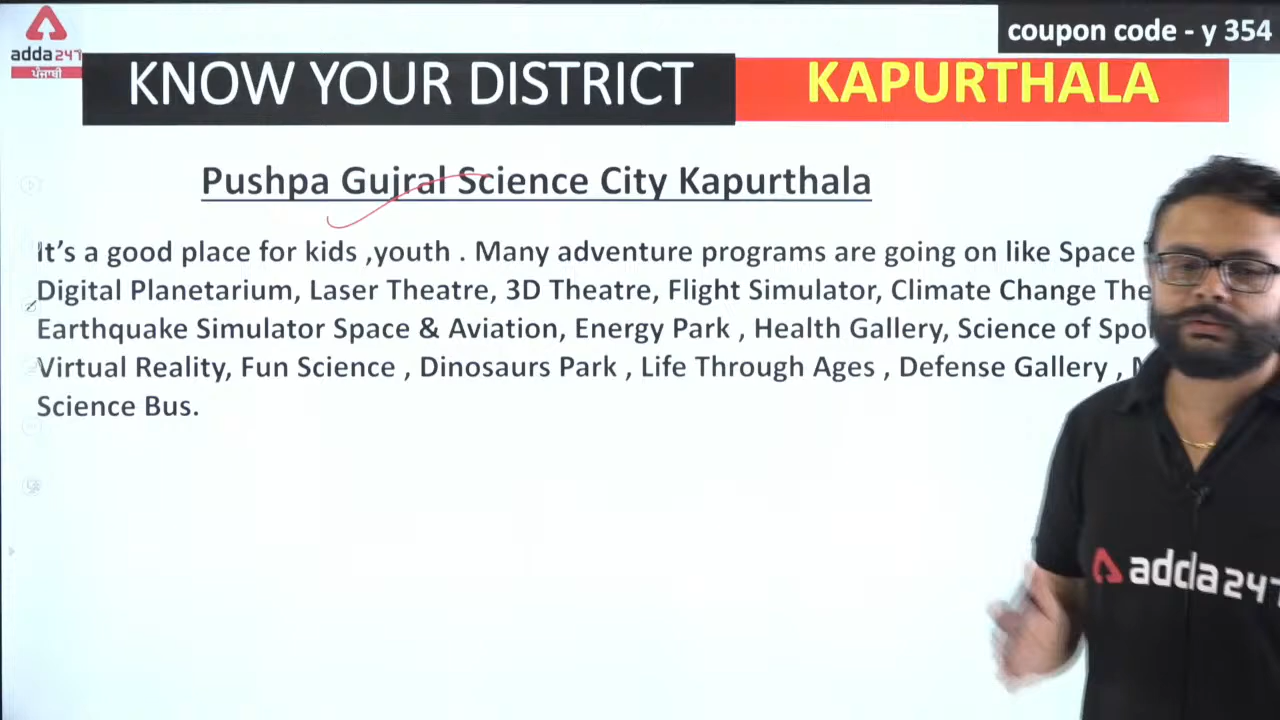 coupon code - y 354
adda247
ਪੰਜਾਬੀ
KNOW YOUR DISTRICT KAPURTHALA
Pushpa Gujral Science City Kapurthala
It’s a good place for kids ,youth . Many adventure programs are going on like Space
Digital Planetarium, Laser Theatre, 3D Theatre, Flight Simulator, Climate Change
Earthquake Simulator Space & Aviation, Energy Park , Health Gallery, Science of
Virtual Reality, Fun Science , Dinosaurs Park , Life Through Ages , Defense Gallery ,
Science Bus.
adda247